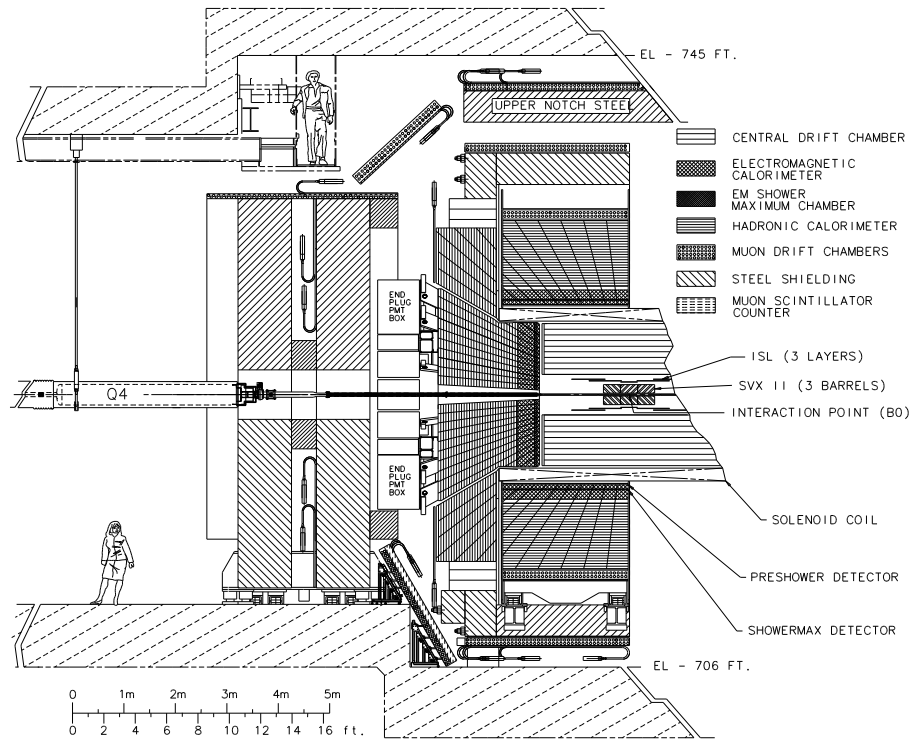 EL - 745 FT.
UPPER NOTCH STEEL
CENTRAL DRIFT CHAMBER
ELECTROMAGNETIC
CALORIMETER
EM SHOWER
MAXIMUM CHAMBER
HADRONIC CALORIMETER
MUON DRIFT CHAMBERS
STEEL SHIELDING
MUON SCINTILLATOR
COUNTER
END
PLUG
PMT
BOX
ISL (3 LAYERS)
Q4
SVX II (3 BARRELS)
INTERACTION POINT (B0)
END
PLUG
PMT
BOX
SOLENOID COIL
PRESHOWER DETECTOR
SHOWERMAX DETECTOR
EL - 706 FT.
0 1m 2m 3m 4m 5m
0 2 4 6 8 10 12 14 16 ft.